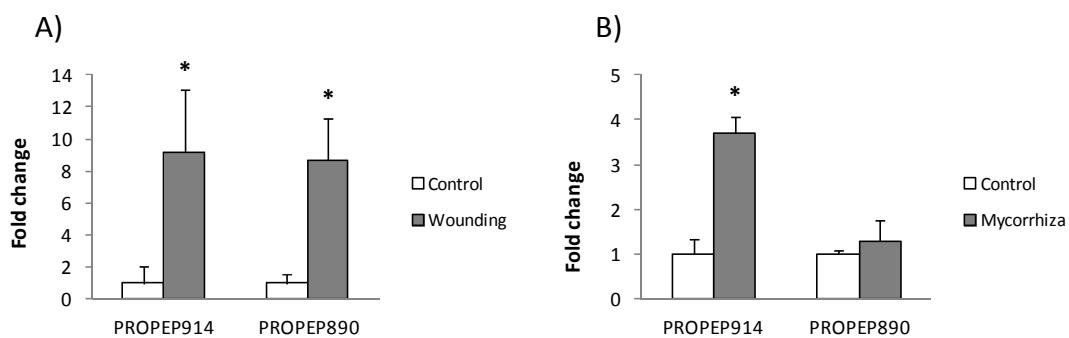 A)
*
*
14
12
10
8
6
4
2
0
Fold change
PROPEP914
PROPEP890
Control
Wounding
B)
*
5
4
3
2
1
0
Fold change
PROPEP914
PROPEP890
Control
Mycorrhiza